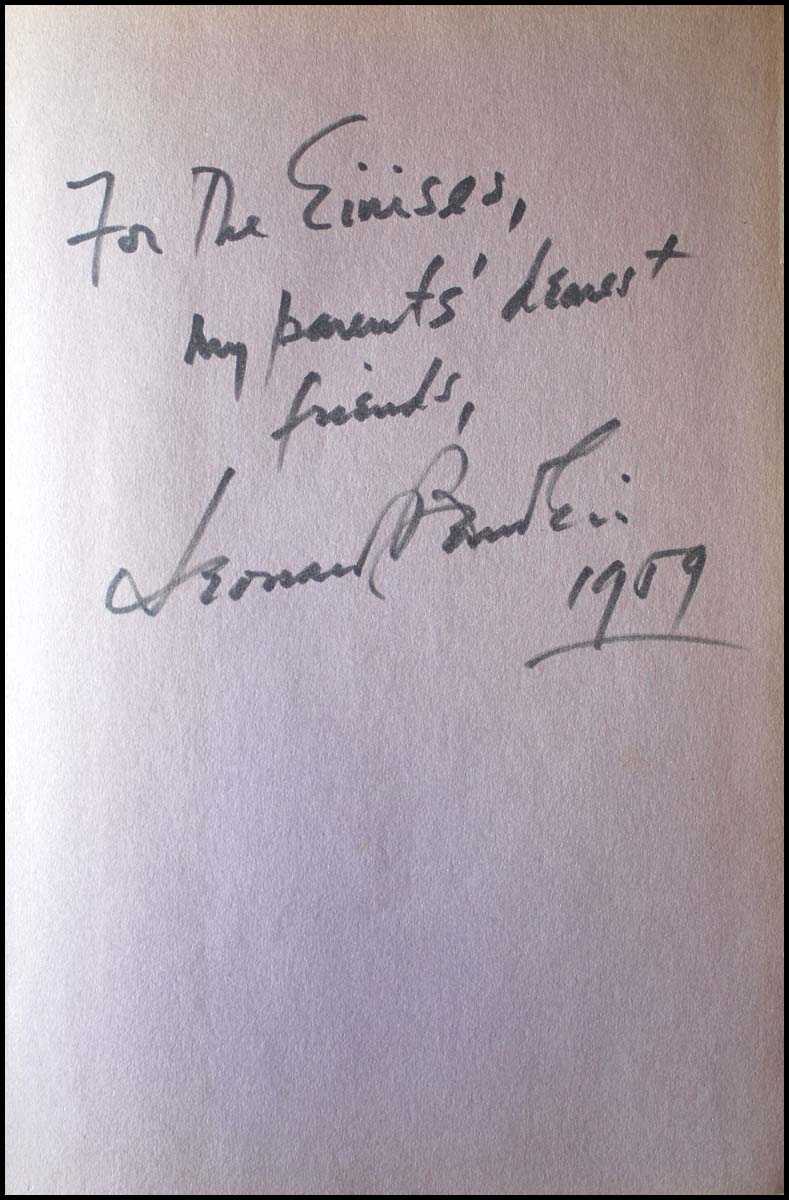 For The Einises,
my parents' dearest
friends,
Leonard Bernstein
1959